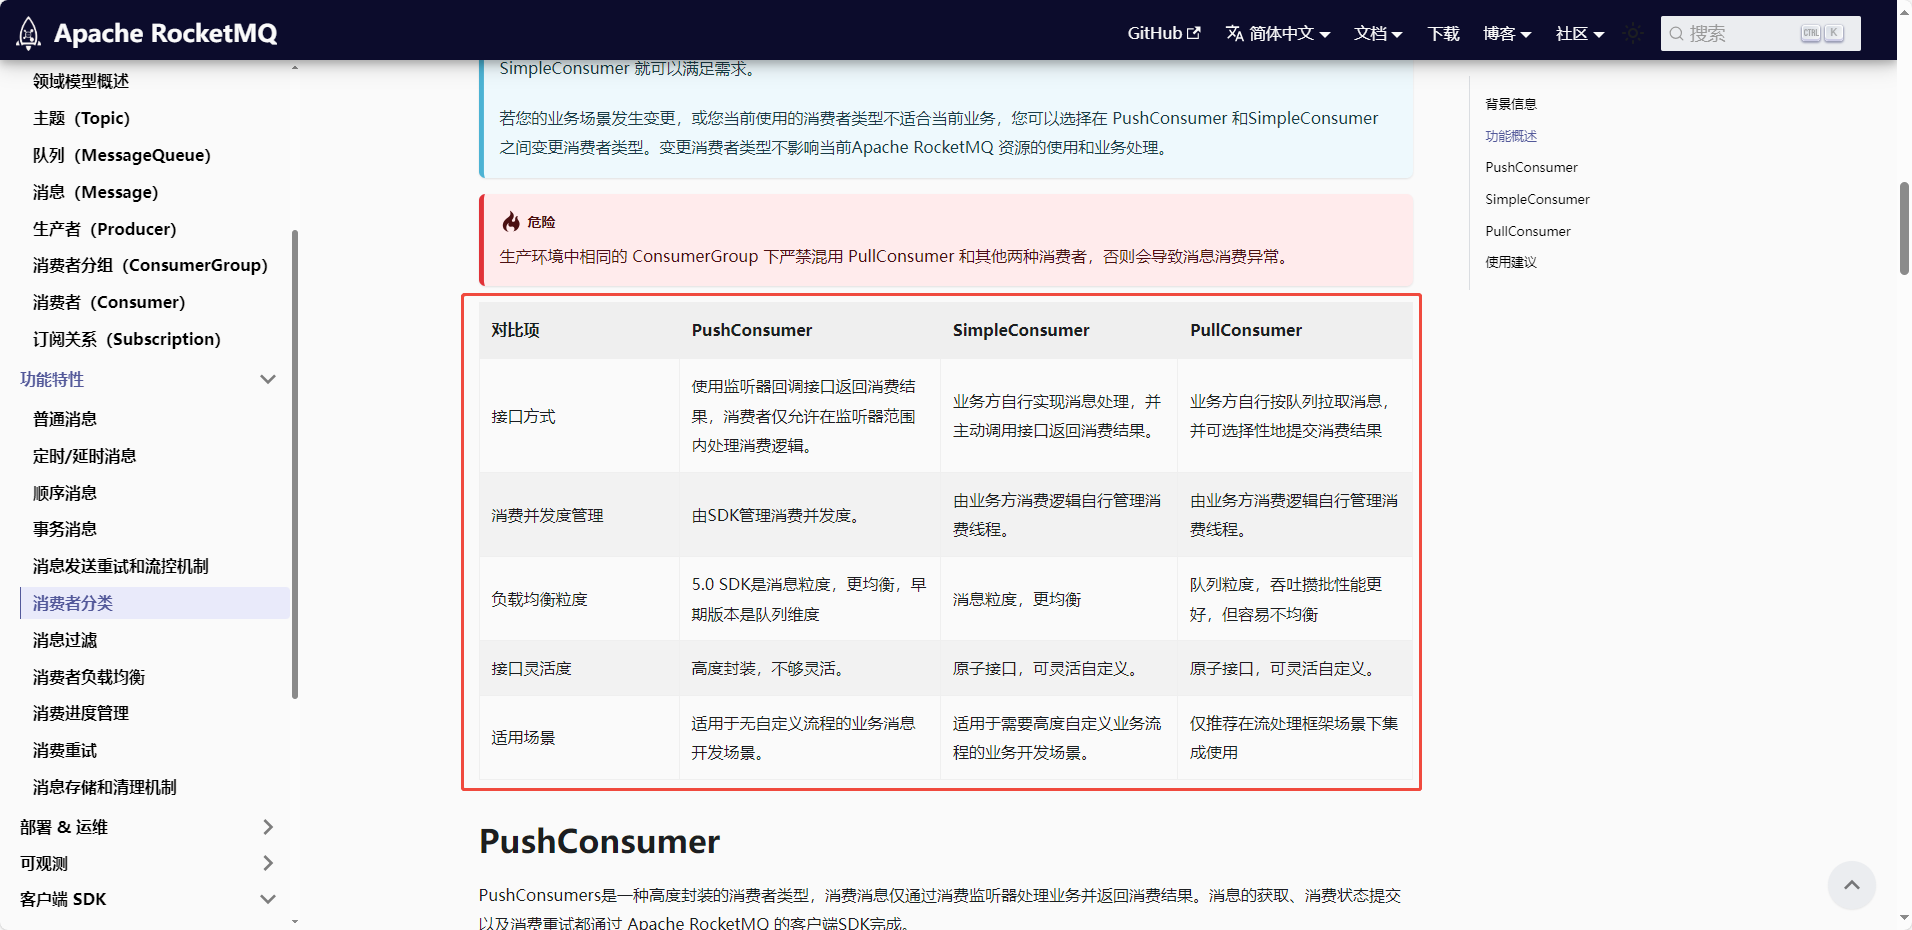 Apache RocketMQ
GitHub
简体中文
文档
下载
博客
社区
搜索
CTRL K
领域模型概述
主题（Topic）
队列（MessageQueue）
消息（Message）
生产者（Producer）
消费者分组（ConsumerGroup）
消费者（Consumer）
订阅关系（Subscription）
功能特性
普通消息
定时/延时消息
顺序消息
事务消息
消息发送重试和流控机制
消费者分类
消息过滤
消费者负载均衡
消费进度管理
消费重试
消息存储和清理机制
部署 & 运维
可观测
客户端 SDK
SimpleConsumer 就可以满足需求。
若您的业务场景发生变更，或您当前使用的消费者类型不适合当前业务，您可以选择在 PushConsumer 和SimpleConsumer
之间变更消费者类型。变更消费者类型不影响当前Apache RocketMQ 资源的使用和业务处理。
危险
生产环境中相同的 ConsumerGroup 下严禁混用 PullConsumer 和其他两种消费者，否则会导致消息消费异常。
对比项
PushConsumer
SimpleConsumer
PullConsumer
接口方式
使用监听器回调接口返回消费结
果，消费者仅允许在监听器范围
内处理消费逻辑。
业务方自行实现消息处理，并
主动调用接口返回消费结果。
业务方自行按队列拉取消息，
并可选择性地提交消费结果
消费并发度管理
由SDK管理消费并发度。
由业务方消费逻辑自行管理消
费线程。
由业务方消费逻辑自行管理消
费线程。
负载均衡粒度
5.0 SDK是消息粒度，更均衡，早
期版本是队列维度
消息粒度，更均衡
队列粒度，吞吐攒批性能更
好，但容易不均衡
接口灵活度
高度封装，不够灵活。
原子接口，可灵活自定义。
原子接口，可灵活自定义。
适用场景
适用于无自定义流程的业务消息
开发场景。
适用于需要高度自定义业务流
程的业务开发场景。
仅推荐在流处理框架场景下集
成使用
PushConsumer
PushConsumers是一种高度封装的消费者类型，消费消息仅通过消费监听器处理业务并返回消费结果。消息的获取、消费状态提交
以及消费重试都通过 Apache RocketMQ 的客户端SDK完成。
背景信息
功能概述
PushConsumer
SimpleConsumer
PullConsumer
使用建议